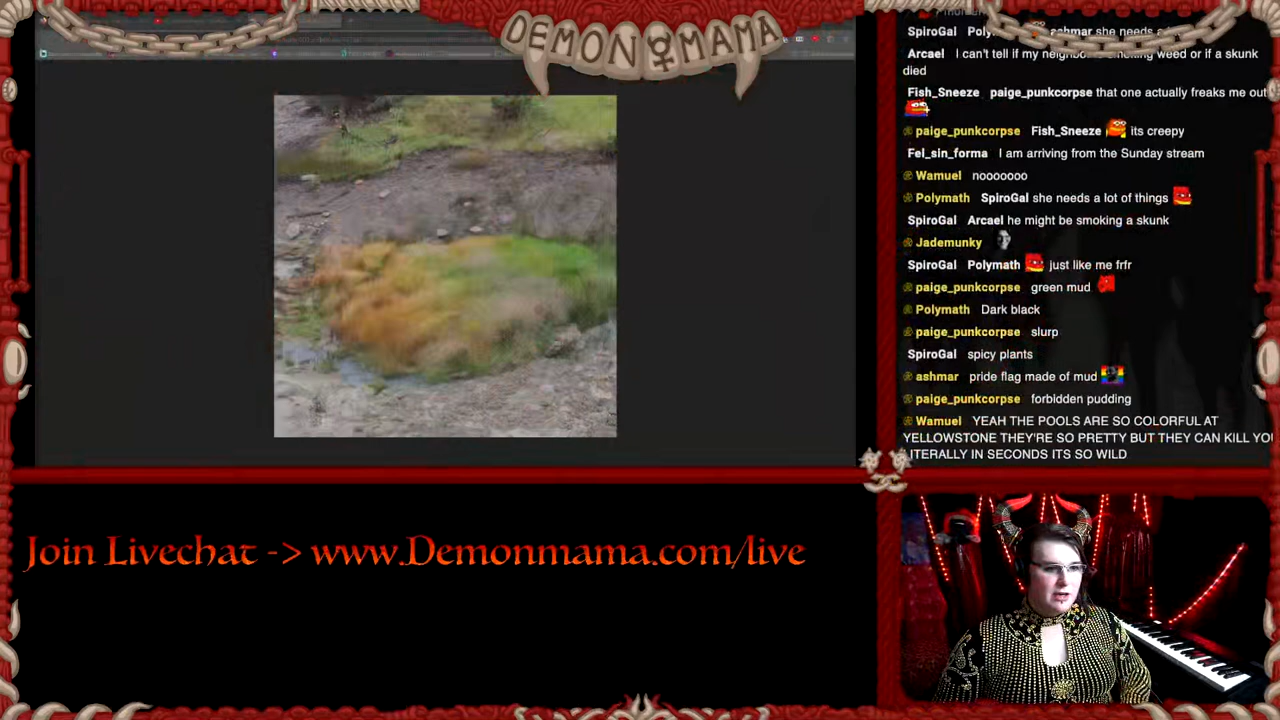 DEMON MAMA
SpiroGal Poly ashmar she needs a
Arcael I can't tell if my neighbor smoking weed or if a skunk
died
Fish_Sneeze paige_punkcorpse that one actually freaks me out
paige_punkcorpse Fish_Sneeze its creepy
Fel_sin_forma I am arriving from the Sunday stream
Wamuel nooooooo
Polymath SpiroGal she needs a lot of things
SpiroGal Arcael he might be smoking a skunk
Jademunky
SpiroGal Polymath just like me frfr
paige_punkcorpse green mud
Polymath Dark black
paige_punkcorpse slurp
SpiroGal spicy plants
ashmar pride flag made of mud
paige_punkcorpse forbidden pudding
Wamuel YEAH THE POOLS ARE SO COLORFUL AT
YELLOWSTONE THEY'RE SO PRETTY BUT THEY CAN KILL YOU
LITERALLY IN SECONDS ITS SO WILD
Join Livechat -> www.Demonmama.com/live